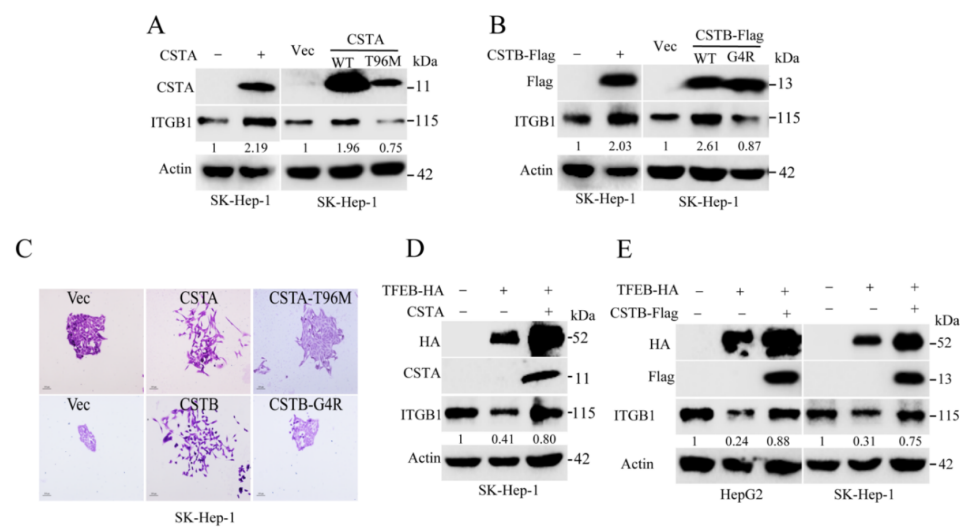 A
CSTA
CSTA − + Vec WT T96M kDa
CSTA 11
ITGB1 115
1 2.19 1 1.96 0.75
Actin 42
SK-Hep-1 SK-Hep-1
B
CSTB-Flag
CSTB-Flag − + Vec WT G4R kDa
Flag 13
ITGB1 115
1 2.03 1 2.61 0.87
Actin 42
SK-Hep-1 SK-Hep-1
C
Vec CSTA CSTA-T96M
Vec CSTB CSTB-G4R
SK-Hep-1
D
TFEB-HA − + +
CSTA − − + kDa
HA 52
CSTA 11
ITGB1 115
1 0.41 0.80
Actin 42
SK-Hep-1
E
TFEB-HA − + + − + +
CSTB-Flag − − + − − + kDa
HA 52
Flag 13
ITGB1 115
1 0.24 0.88 1 0.31 0.75
Actin 42
HepG2 SK-Hep-1